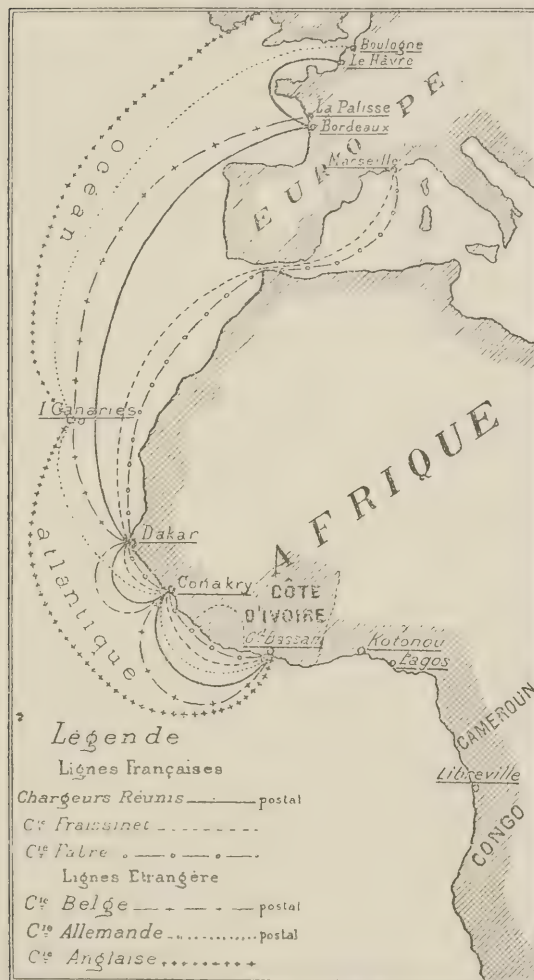 Boulogne
Le Hâvre
La Palisse
Bordeaux
Marseille
EUROPE
océan
I Canaries
AFRIQUE
Dakar
Conakry
CÔTE
D'IVOIRE
Gd Bassam
Kotonou
Lagos
atlantique
CAMEROUN
Libreville
CONGO
Légende
Lignes Françaises
Chargeurs Réunis postal
Cie Fraissinet
Cie Fabre
Lignes Etrangère
Cie Belge postal
Cie Allemande postal
Cie Anglaise